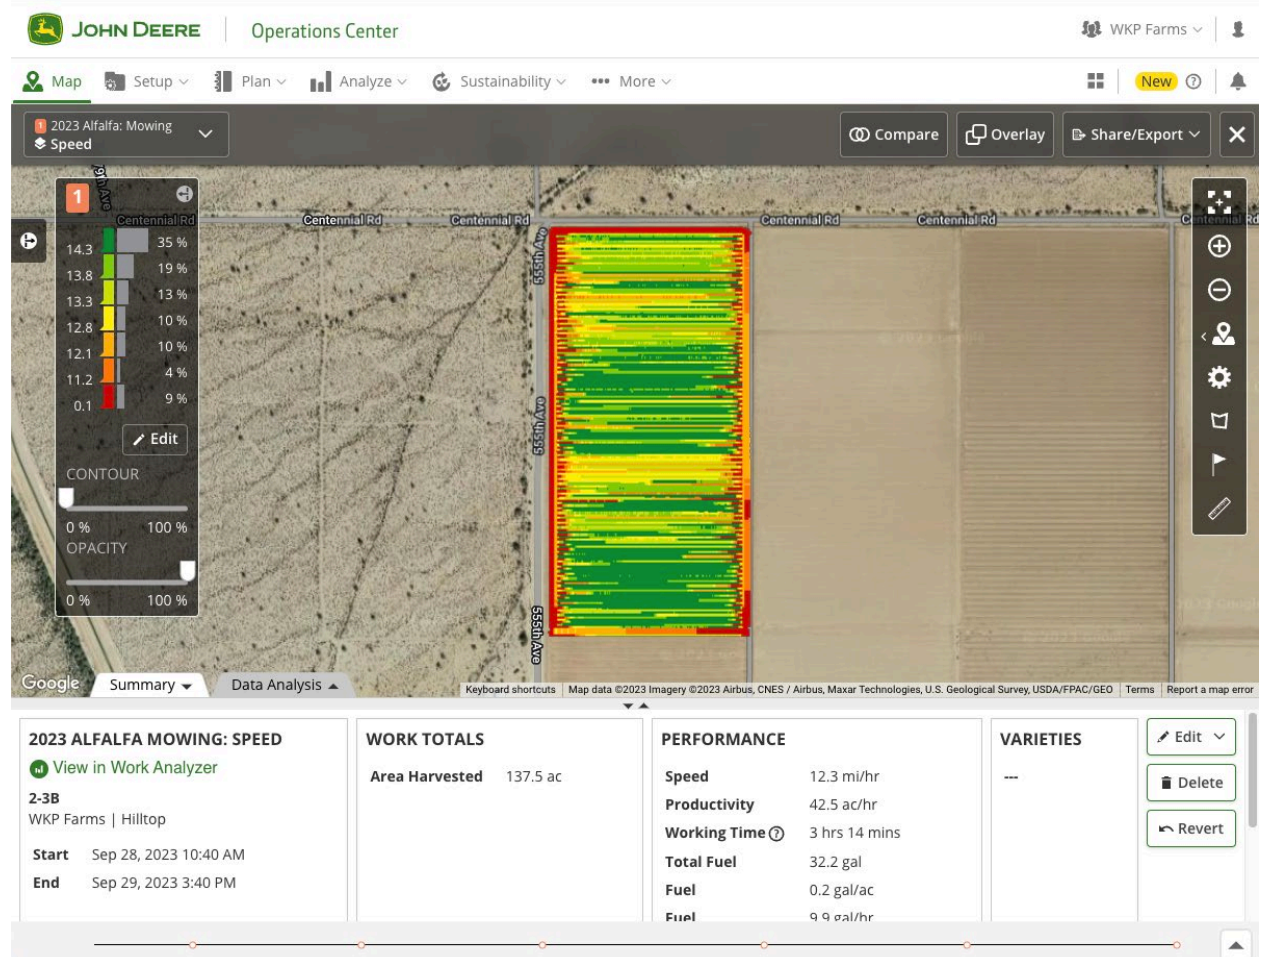 JOHN DEERE
Operations Center
WKP Farms
Map
Setup
Plan
Analyze
Sustainability
More
New
1 2023 Alfalfa: Mowing
Speed
Compare
Overlay
Share/Export
79th Ave
1
Centennial Rd
Centennial Rd
Centennial Rd
Centennial Rd
Centennial Rd
Centennial Rd
14.3 35 %
13.8 19 %
13.3 13 %
12.8 10 %
12.1 10 %
11.2 4 %
0.1 9 %
Edit
CONTOUR
0 % 100 %
OPACITY
0 % 100 %
555th Ave
555th Ave
555th Ave
Google
Summary
Data Analysis
Keyboard shortcuts
Map data ©2023 Imagery ©2023 Airbus, CNES / Airbus, Maxar Technologies, U.S. Geological Survey, USDA/FPAC/GEO
Terms
Report a map error
2023 ALFALFA MOWING: SPEED
View in Work Analyzer
2-3B
WKP Farms | Hilltop
Start Sep 28, 2023 10:40 AM
End Sep 29, 2023 3:40 PM
WORK TOTALS
Area Harvested 137.5 ac
PERFORMANCE
Speed 12.3 mi/hr
Productivity 42.5 ac/hr
Working Time 3 hrs 14 mins
Total Fuel 32.2 gal
Fuel 0.2 gal/ac
Fuel 9.9 gal/hr
VARIETIES
---
Edit
Delete
Revert